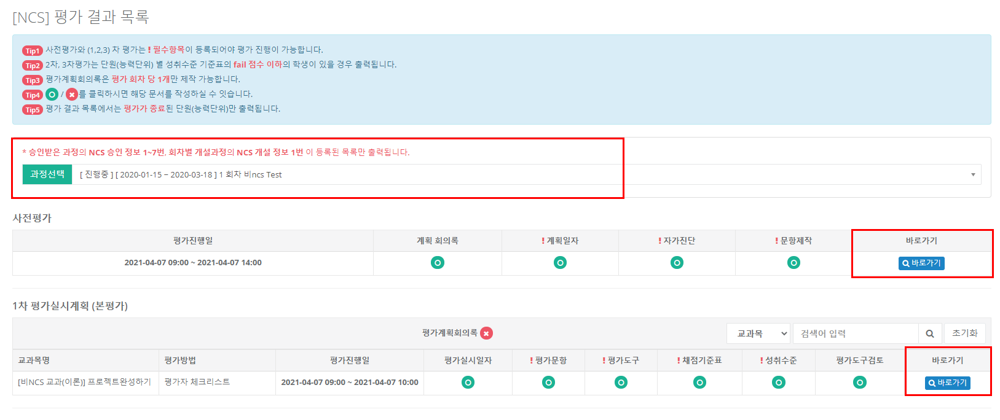 [NCS] 평가 결과 목록
Tip1 사전평가와 (1,2,3) 차 평가는 ! 필수항목이 등록되어야 평가 진행이 가능합니다.
Tip2 2차, 3차평가는 단원(능력단위) 별 성취수준 기준표의 fail 점수 이하의 학생이 있을 경우 출력됩니다.
Tip3 평가계획회의록은 평가 회차 당 1개만 제작 가능합니다.
Tip4 / 를 클릭하시면 해당 문서를 작성하실 수 잇습니다.
Tip5 평가 결과 목록에서는 평가가 종료된 단원(능력단위)만 출력됩니다.
* 승인받은 과정의 NCS 승인 정보 1~7번, 회차별 개설과정의 NCS 개설 정보 1번 이 등록된 목록만 출력됩니다.
과정선택 [ 진행중 ] [ 2020-01-15 ~ 2020-03-18 ] 1 회차 비ncs Test
사전평가
평가진행일 계획 회의록 ! 계획일자 ! 자가진단 ! 문항제작 바로가기
2021-04-07 09:00 ~ 2021-04-07 14:00 바로가기
1차 평가실시계획 (본평가)
평가계획회의록 교과목 검색어 입력 초기화
교과목명 평가방법 평가진행일 평가실시일자 ! 평가문항 ! 평가도구 ! 채점기준표 ! 성취수준 평가도구검토 바로가기
[비NCS 교과(이론)] 프로젝트완성하기 평가자 체크리스트 2021-04-07 09:00 ~ 2021-04-07 10:00 바로가기